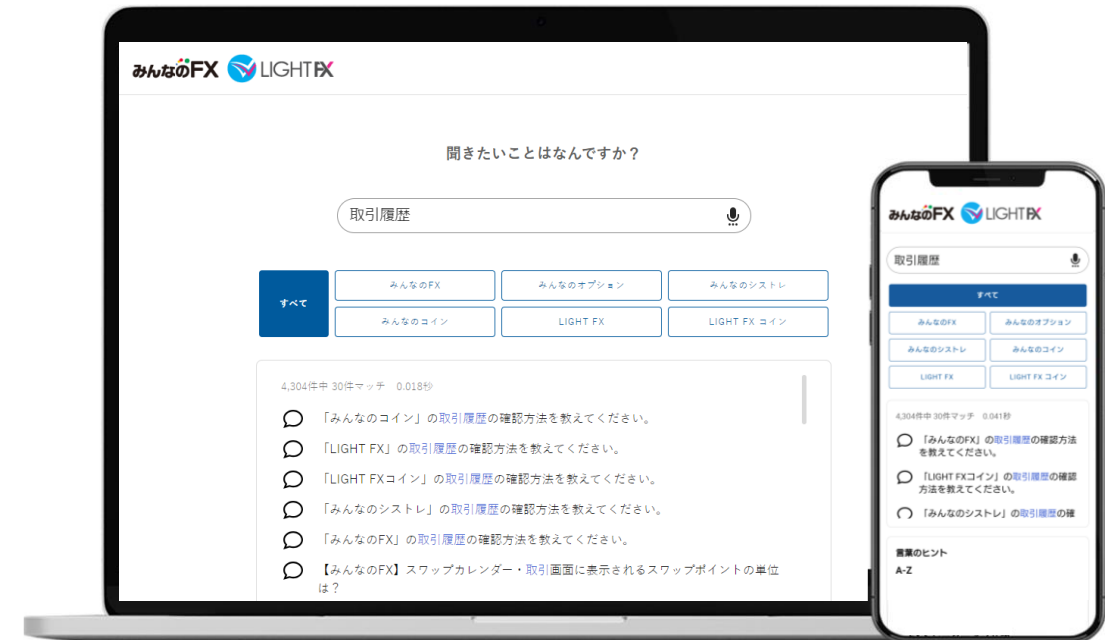 みんなのFX LIGHT FX
聞きたいことはなんですか？
取引履歴
すべて
みんなのFX
みんなのオプション
みんなのシストレ
みんなのコイン
LIGHT FX
LIGHT FX コイン
4,304件中 30件マッチ 0.018秒
「みんなのコイン」の取引履歴の確認方法を教えてください。
「LIGHT FX」の取引履歴の確認方法を教えてください。
「LIGHT FXコイン」の取引履歴の確認方法を教えてください。
「みんなのシストレ」の取引履歴の確認方法を教えてください。
「みんなのFX」の取引履歴の確認方法を教えてください。
【みんなのFX】スワップカレンダー・取引画面に表示されるスワップポイントの単位
は？
みんなのFX LIGHT FX
取引履歴
すべて
みんなのFX
みんなのオプション
みんなのシストレ
みんなのコイン
LIGHT FX
LIGHT FX コイン
4,304件中 30件マッチ 0.041秒
「みんなのFX」の取引履歴の確認方法
を教えてください。
「LIGHT FXコイン」の取引履歴の確認
方法を教えてください。
「みんなのシストレ」の取引履歴の確
言葉のヒント
A-Z